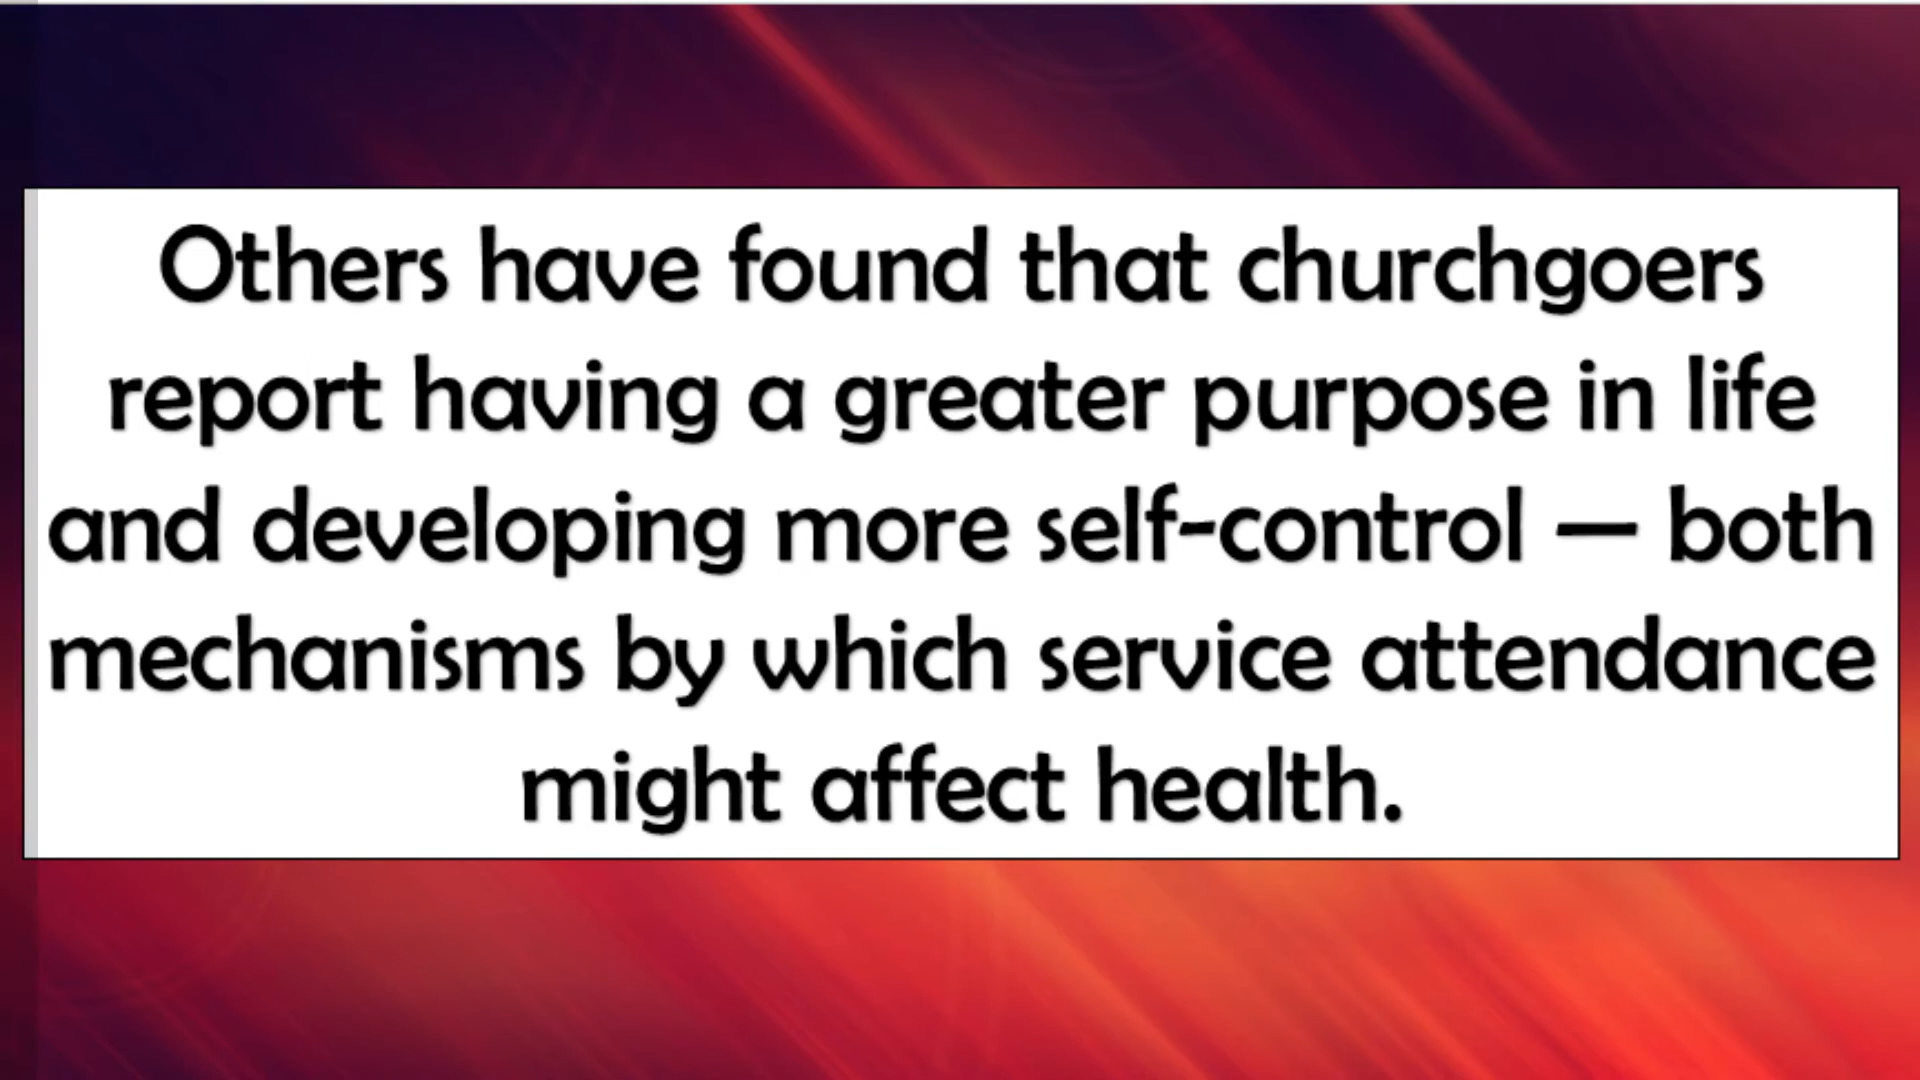 Others have found that churchgoers
report having a greater purpose in life
and developing more self-control — both
mechanisms by which service attendance
might affect health.